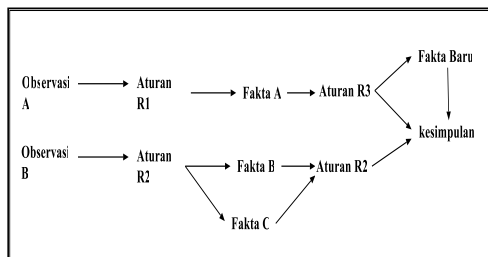 Fakta Baru
Observasi
A
Aturan
R1
Fakta A
Aturan R3
kesimpulan
Observasi
B
Aturan
R2
Fakta B
Aturan R2
Fakta C